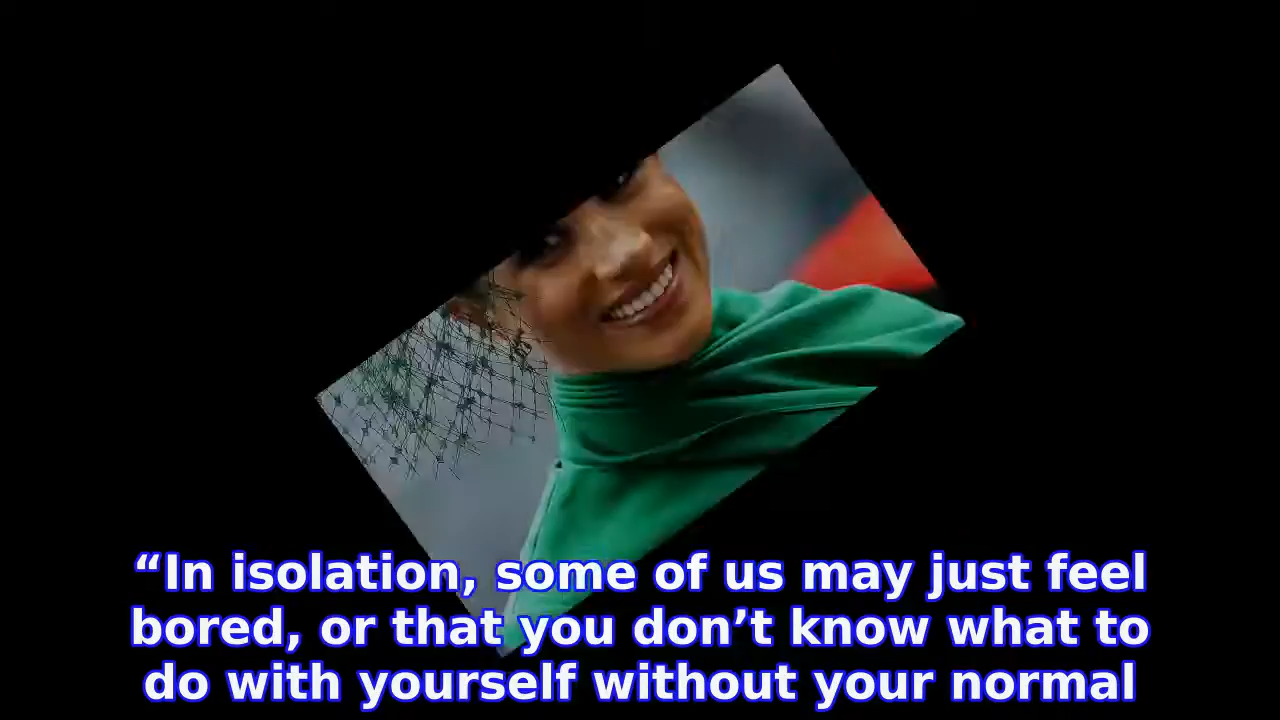 “In isolation, some of us may just feel
bored, or that you don’t know what to
do with yourself without your normal